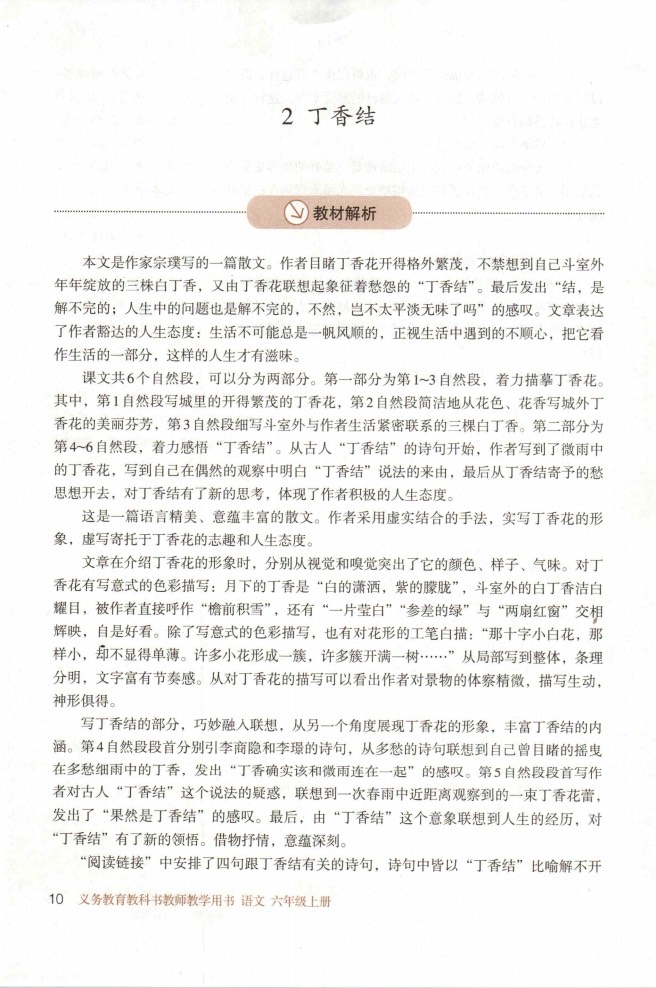 2 丁香结
教材解析
本文是作家宗璞写的一篇散文。作者目睹丁香花开得格外繁茂，不禁想到自己斗室外
年年绽放的三株白丁香，又由丁香花联想起象征着愁怨的“丁香结”。最后发出“结，是
解不完的；人生中的问题也是解不完的，不然，岂不太平淡无味了吗”的感叹。文章表达
了作者豁达的人生态度：生活不可能总是一帆风顺的，正视生活中遇到的不顺心，把它看
作生活的一部分，这样的人生才有滋味。
课文共6个自然段，可以分为两部分。第一部分为第1~3自然段，着力描摹丁香花。
其中，第1自然段写城里的开得繁茂的丁香花，第2自然段简洁地从花色、花香写城外丁
香花的美丽芬芳，第3自然段细写斗室外与作者生活紧密联系的三棵白丁香。第二部分为
第4~6自然段，着力感悟“丁香结”。从古人“丁香结”的诗句开始，作者写到了微雨中
的丁香花，写到自己在偶然的观察中明白“丁香结”说法的来由，最后从丁香结寄予的愁
思想开去，对丁香结有了新的思考，体现了作者积极的人生态度。
这是一篇语言精美、意蕴丰富的散文。作者采用虚实结合的手法，实写丁香花的形
象，虚写寄托于丁香花的志趣和人生态度。
文章在介绍丁香花的形象时，分别从视觉和嗅觉突出了它的颜色、样子、气味。对丁
香花有写意式的色彩描写：月下的丁香是“白的潇洒，紫的朦胧”，斗室外的白丁香洁白
耀目，被作者直接呼作“檐前积雪”，还有“一片莹白”“参差的绿”与“两扇红窗”交相
辉映，自是好看。除了写意式的色彩描写，也有对花形的工笔白描：“那十字小白花，那
样小，却不显得单薄。许多小花形成一簇，许多簇开满一树……”从局部写到整体，条理
分明，文字富有节奏感。从对丁香花的描写可以看出作者对景物的体察精微，描写生动，
神形俱得。
写丁香结的部分，巧妙融入联想，从另一个角度展现丁香花的形象，丰富丁香结的内
涵。第4自然段段首分别引李商隐和李璟的诗句，从多愁的诗句联想到自己曾目睹的摇曳
在多愁细雨中的丁香，发出“丁香确实该和微雨连在一起”的感叹。第5自然段段首写作
者对古人“丁香结”这个说法的疑惑，联想到一次春雨中近距离观察到的一束丁香花蕾，
发出了“果然是丁香结”的感叹。最后，由“丁香结”这个意象联想到人生的经历，对
“丁香结”有了新的领悟。借物抒情，意蕴深刻。
“阅读链接”中安排了四句跟丁香结有关的诗句，诗句中皆以“丁香结”比喻解不开
10 义务教育教科书教师教学用书 语文 六年级上册